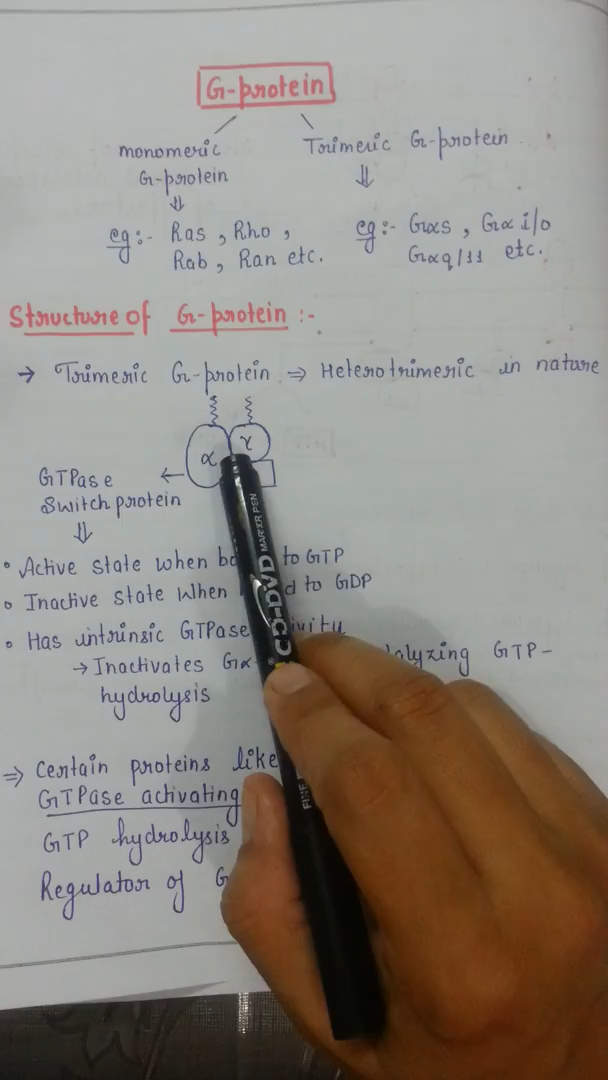 G-protein
monomeric
G-protein
Trimeric G-protein
eg:- Ras, Rho,
Rab, Ran etc.
eg:- Gαs, Gα i/o
Gαq/11 etc.
Structure of G-protein :-
→ Trimeric G-protein ⇒ Heterotrimeric in nature
α
γ
GTPase
Switch protein
• Active state when to GTP
• Inactive state when to GDP
• Has intrinsic GTPase
→ Inactivates Gα GTP-
hydrolysis
⇒ Certain proteins like
GTPase activating
GTP hydrolysis
Regulator of G
CD-DVD MARKER PEN
FINE